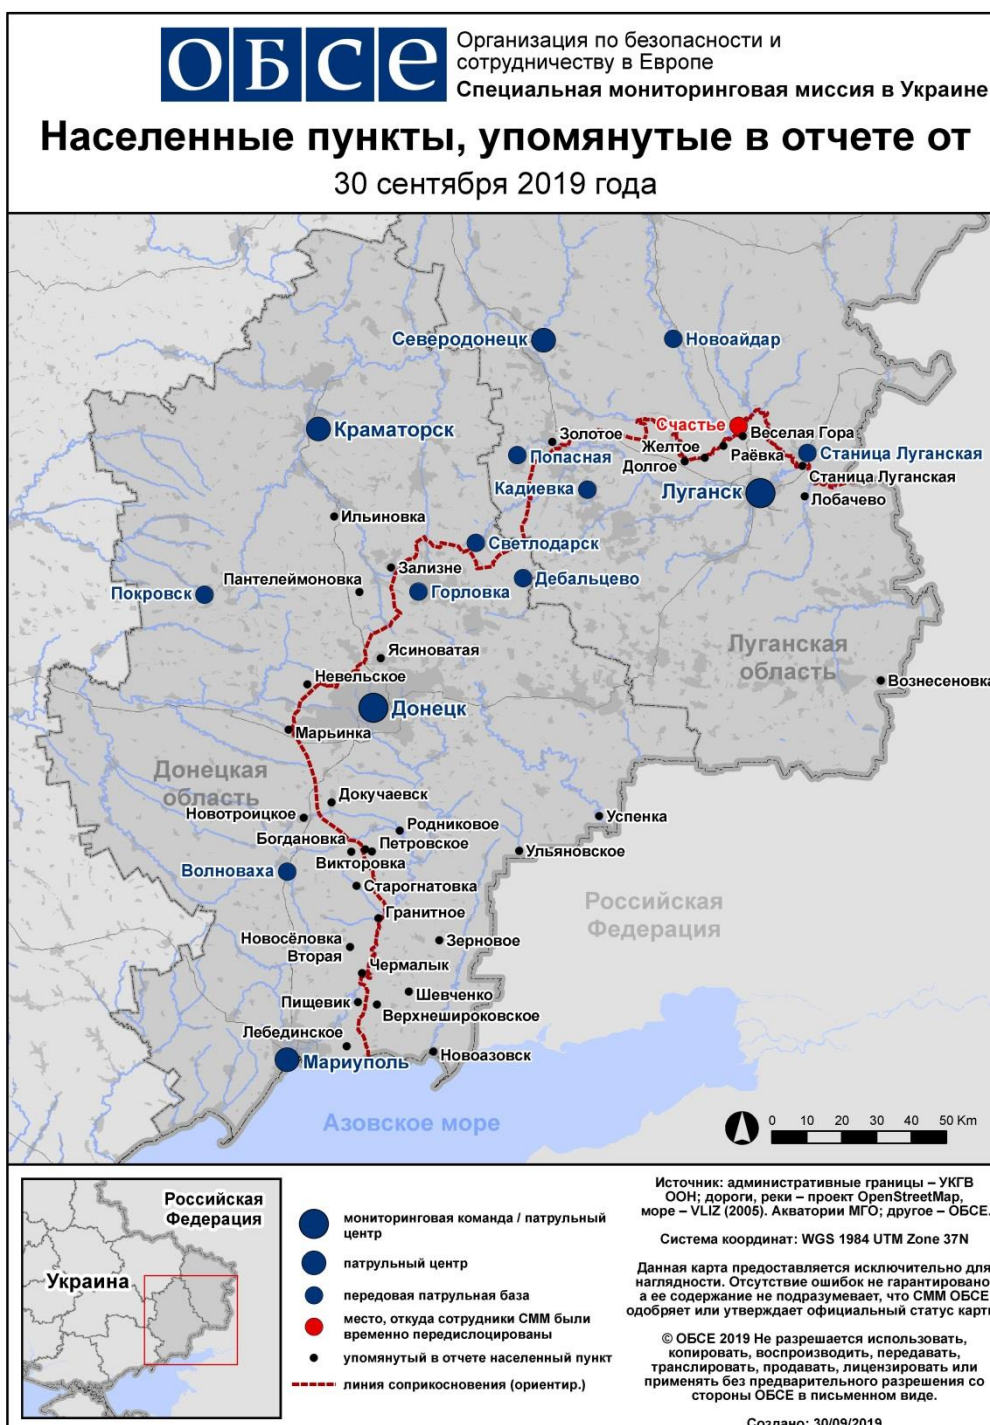 ОБСЕ
Организация по безопасности и
сотрудничеству в Европе
Специальная мониторинговая миссия в Украине
Населенные пункты, упомянутые в отчете от
30 сентября 2019 года
Северодонецк
Новоайдар
Счастье
Краматорск
Золотое
Веселая Гора
Желтое
Раёвка
Попасная
Станица Луганская
Долгое
Станица Луганская
Кадиевка
Луганск
Лобачево
Ильиновка
Светлодарск
Зализне
Пантелеймоновка
Дебальцево
Покровск
Горловка
Луганская
область
Ясиноватая
Невельское
Вознесеновка
Донецк
Марьинка
Донецкая
область
Докучаевск
Новотроицкое
Успенка
Родниковое
Богдановка
Петровское
Викторовка
Ульяновское
Волноваха
Старогнатовка
Российская
Федерация
Гранитное
Новосёловка
Вторая
Зерновое
Чермалык
Шевченко
Пищевик
Верхнешироковское
Лебединское
Новоазовск
Мариуполь
Азовское море
0 10 20 30 40 50 Km
Российская
Федерация
Украина
мониторинговая команда / патрульный
центр
патрульный центр
передовая патрульная база
место, откуда сотрудники СММ были
временно передислоцированы
упомянутый в отчете населенный пункт
линия соприкосновения (ориентир.)
Источник: административные границы – УКГВ
ООН; дороги, реки – проект OpenStreetMap,
море – VLIZ (2005). Акватории МГО; другое – ОБСЕ.
Система координат: WGS 1984 UTM Zone 37N
Данная карта предоставляется исключительно для
наглядности. Отсутствие ошибок не гарантировано
а ее содержание не подразумевает, что СММ ОБСЕ
одобряет или утверждает официальный статус карт
© ОБСЕ 2019 Не разрешается использовать,
копировать, воспроизводить, передавать,
транслировать, продавать, лицензировать или
применять без предварительного разрешения со
стороны ОБСЕ в письменном виде.
Создано: 30/09/2019